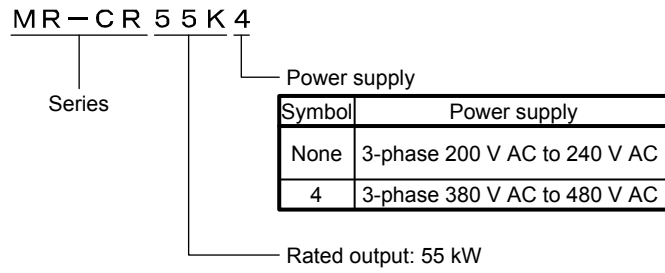 MR-CR55K4
Power supply
Series
Symbol Power supply
None 3-phase 200 V AC to 240 V AC
4 3-phase 380 V AC to 480 V AC
Rated output: 55 kW